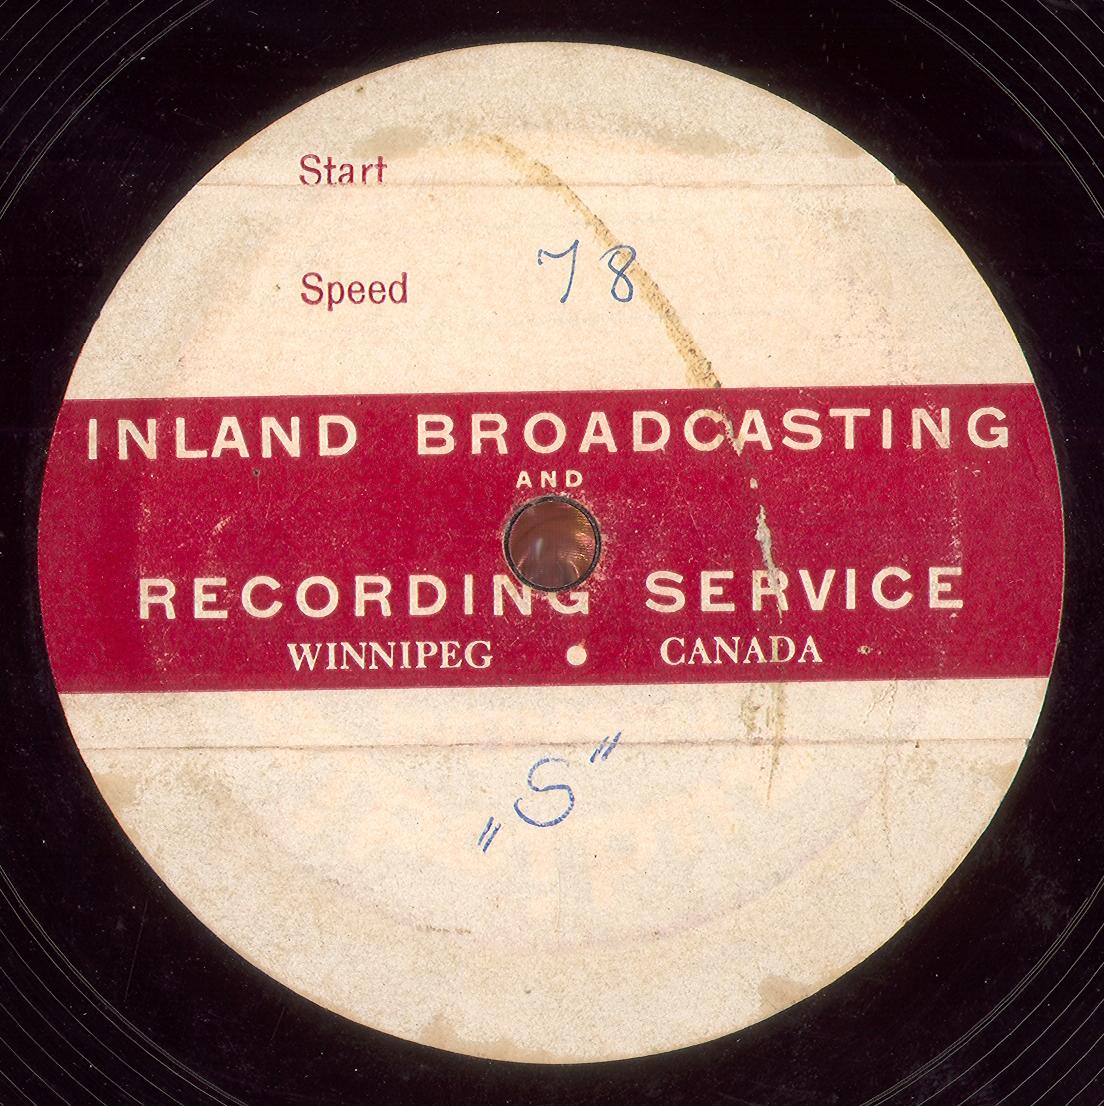 Start
Speed 78
INLAND BROADCASTING
AND
RECORDING SERVICE
WINNIPEG • CANADA
„S"